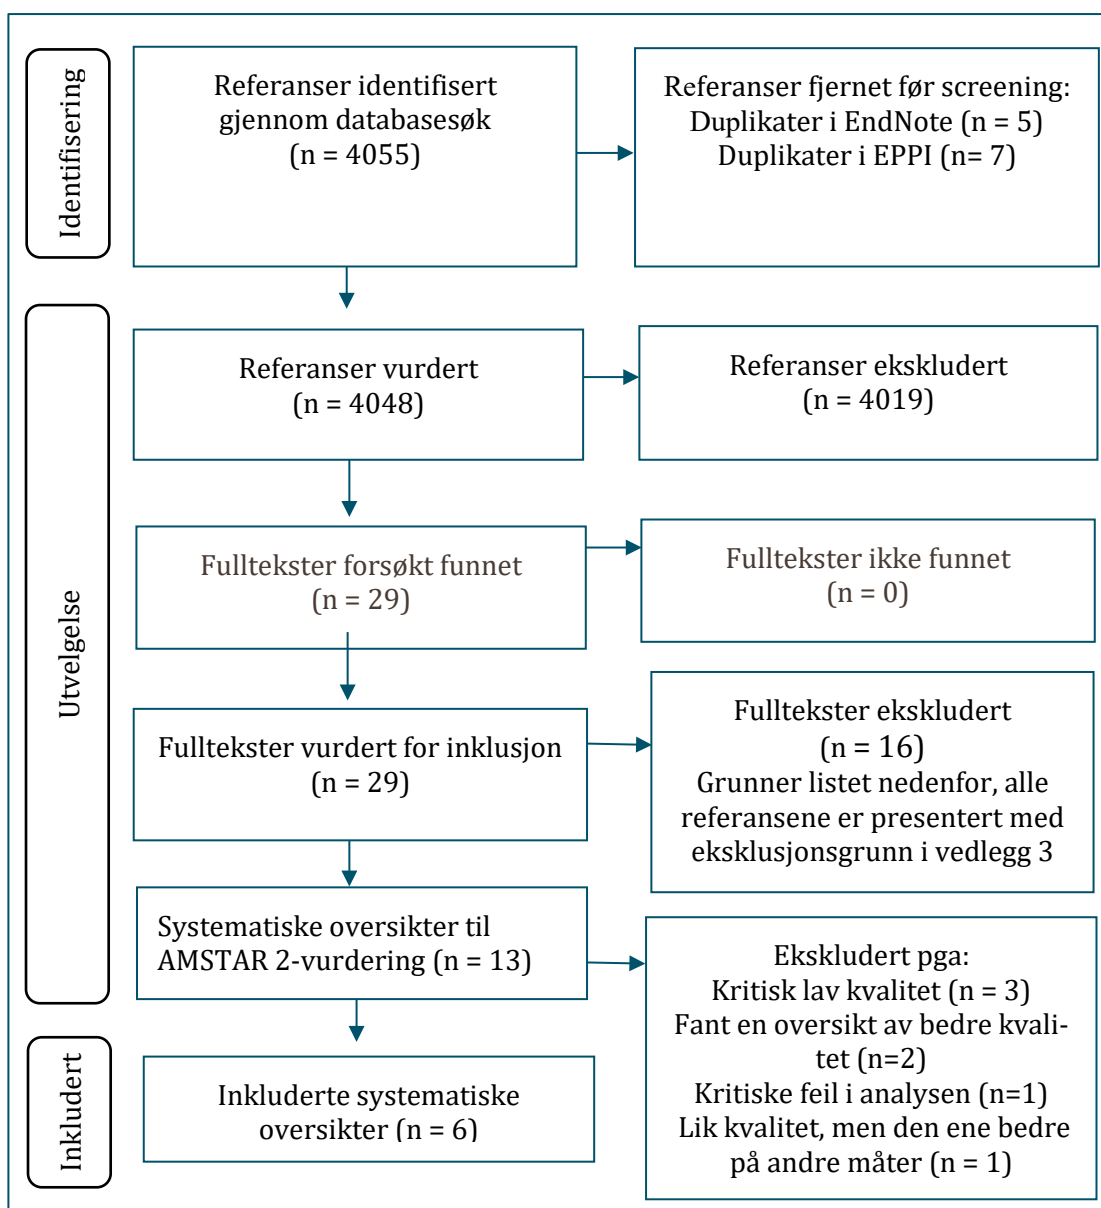 Identifisering
Referanser identifisert
gjennom databasesøk
(n = 4055)
Referanser fjernet før screening:
Duplikater i EndNote (n = 5)
Duplikater i EPPI (n= 7)
Utvelgelse
Referanser vurdert
(n = 4048)
Referanser ekskludert
(n = 4019)
Fulltekster forsøkt funnet
(n = 29)
Fulltekster ikke funnet
(n = 0)
Fulltekster vurdert for inklusjon
(n = 29)
Fulltekster ekskludert
(n = 16)
Grunner listet nedenfor, alle
referansene er presentert med
eksklusjonsgrunn i vedlegg 3
Systematiske oversikter til
AMSTAR 2-vurdering (n = 13)
Ekskludert pga:
Kritisk lav kvalitet (n = 3)
Fant en oversikt av bedre kvali-
tet (n=2)
Kritiske feil i analysen (n=1)
Lik kvalitet, men den ene bedre
på andre måter (n = 1)
Inkludert
Inkluderte systematiske
oversikter (n = 6)